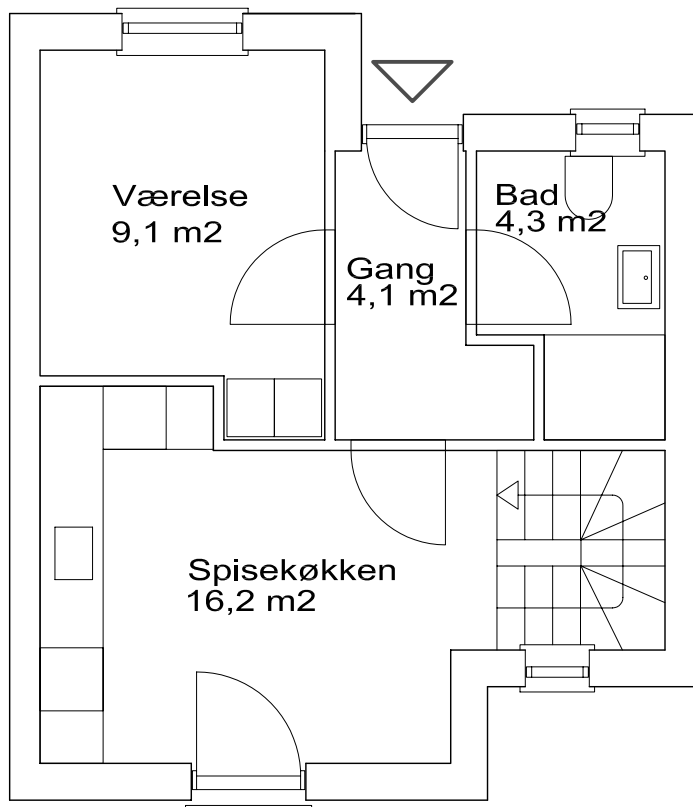 Værelse
9,1 m2
Gang
4,1 m2
Bad
4,3 m2
Spisekøkken
16,2 m2